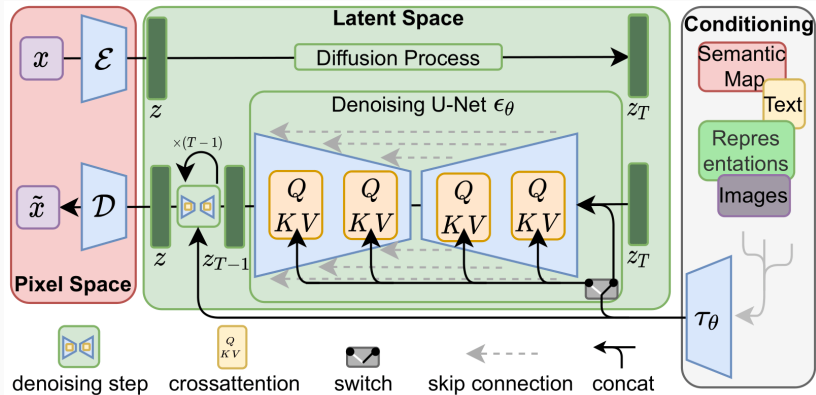 Latent Space
Conditioning
x
ℰ
Diffusion Process
Semantic
Map
z
z_T
Text
Denoising U-Net ϵ_θ
×(T−1)
Repres
entations
x̃
𝒟
Q
KV
Q
KV
Q
KV
Q
KV
Images
z
z_{T−1}
z_T
Pixel Space
τ_θ
Q
KV
denoising step
crossattention
switch
skip connection
concat